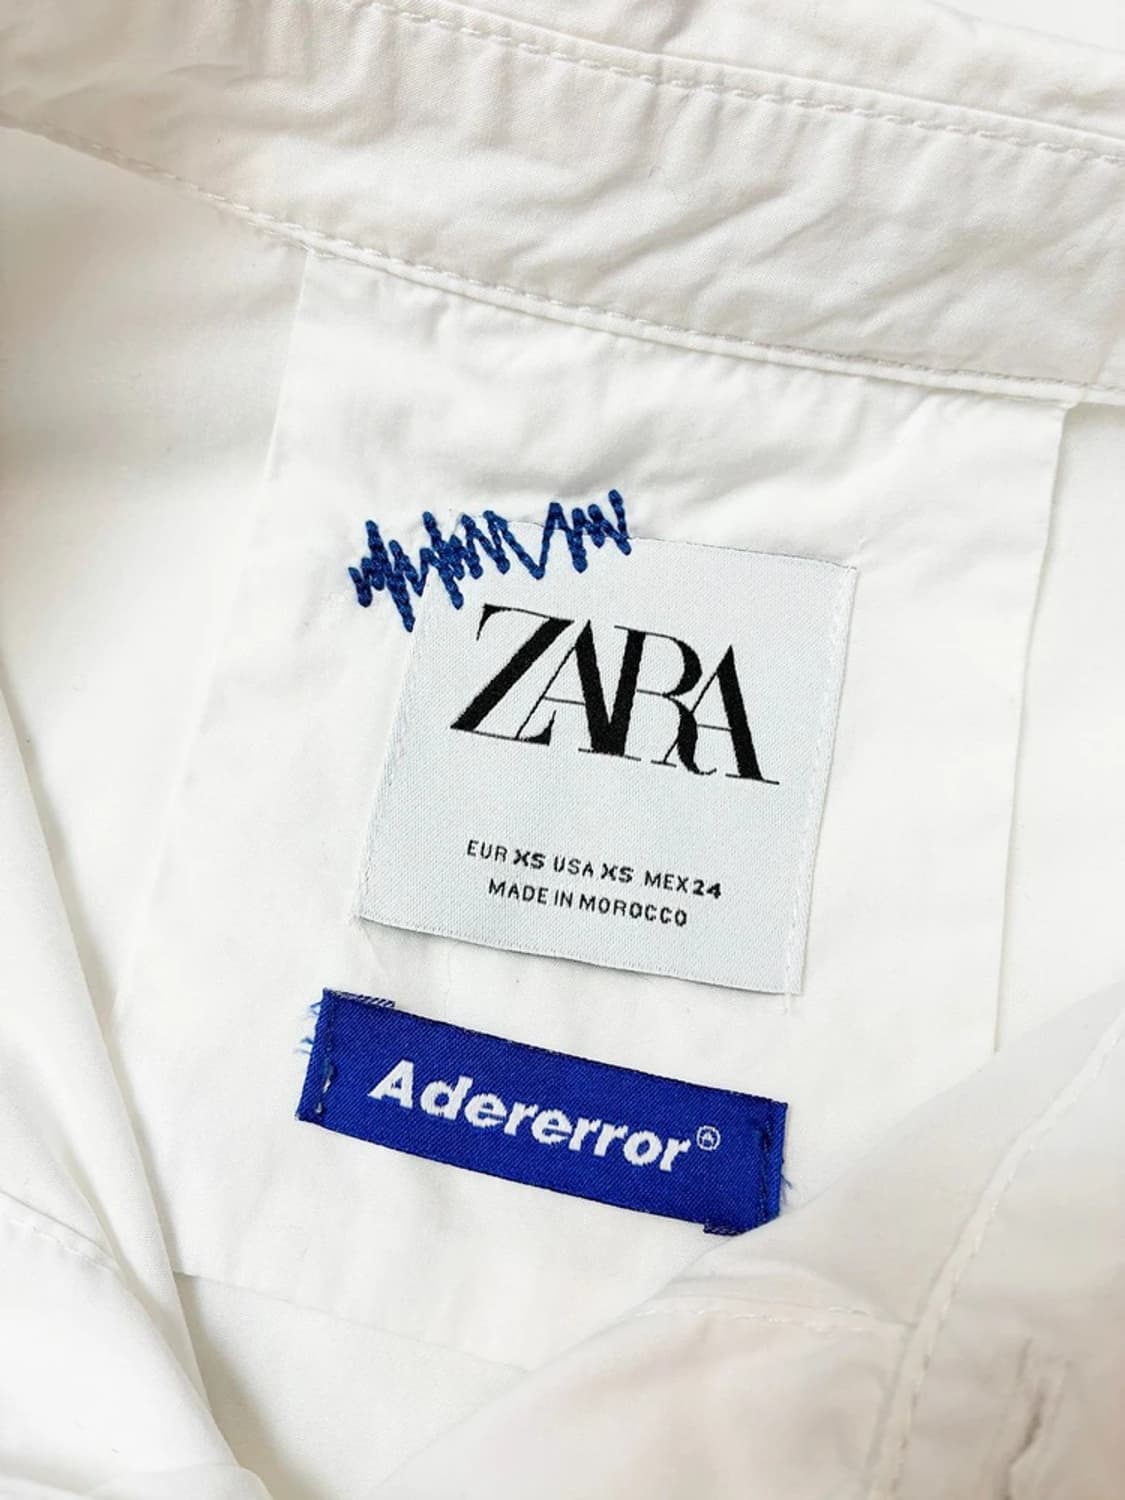 ZARA
EUR XS USA XS MEX 24
MADE IN MOROCCO
Adererror